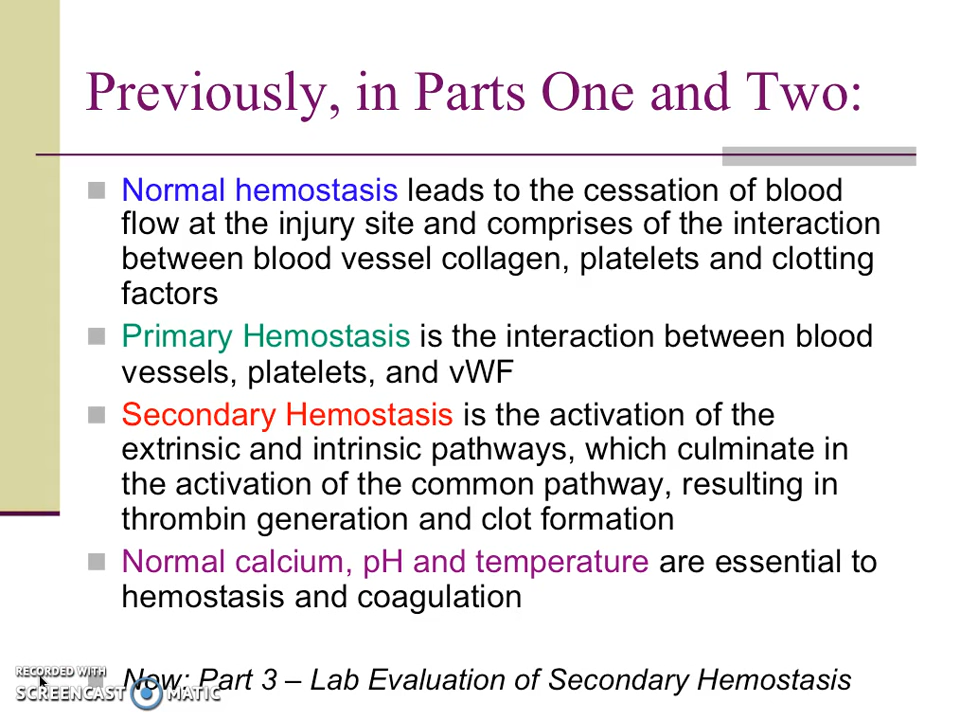 Previously, in Parts One and Two:
Normal hemostasis leads to the cessation of blood
flow at the injury site and comprises of the interaction
between blood vessel collagen, platelets and clotting
factors
Primary Hemostasis is the interaction between blood
vessels, platelets, and vWF
Secondary Hemostasis is the activation of the
extrinsic and intrinsic pathways, which culminate in
the activation of the common pathway, resulting in
thrombin generation and clot formation
Normal calcium, pH and temperature are essential to
hemostasis and coagulation
Now: Part 3 – Lab Evaluation of Secondary Hemostasis
RECORDED WITH
SCREENCAST MATIC